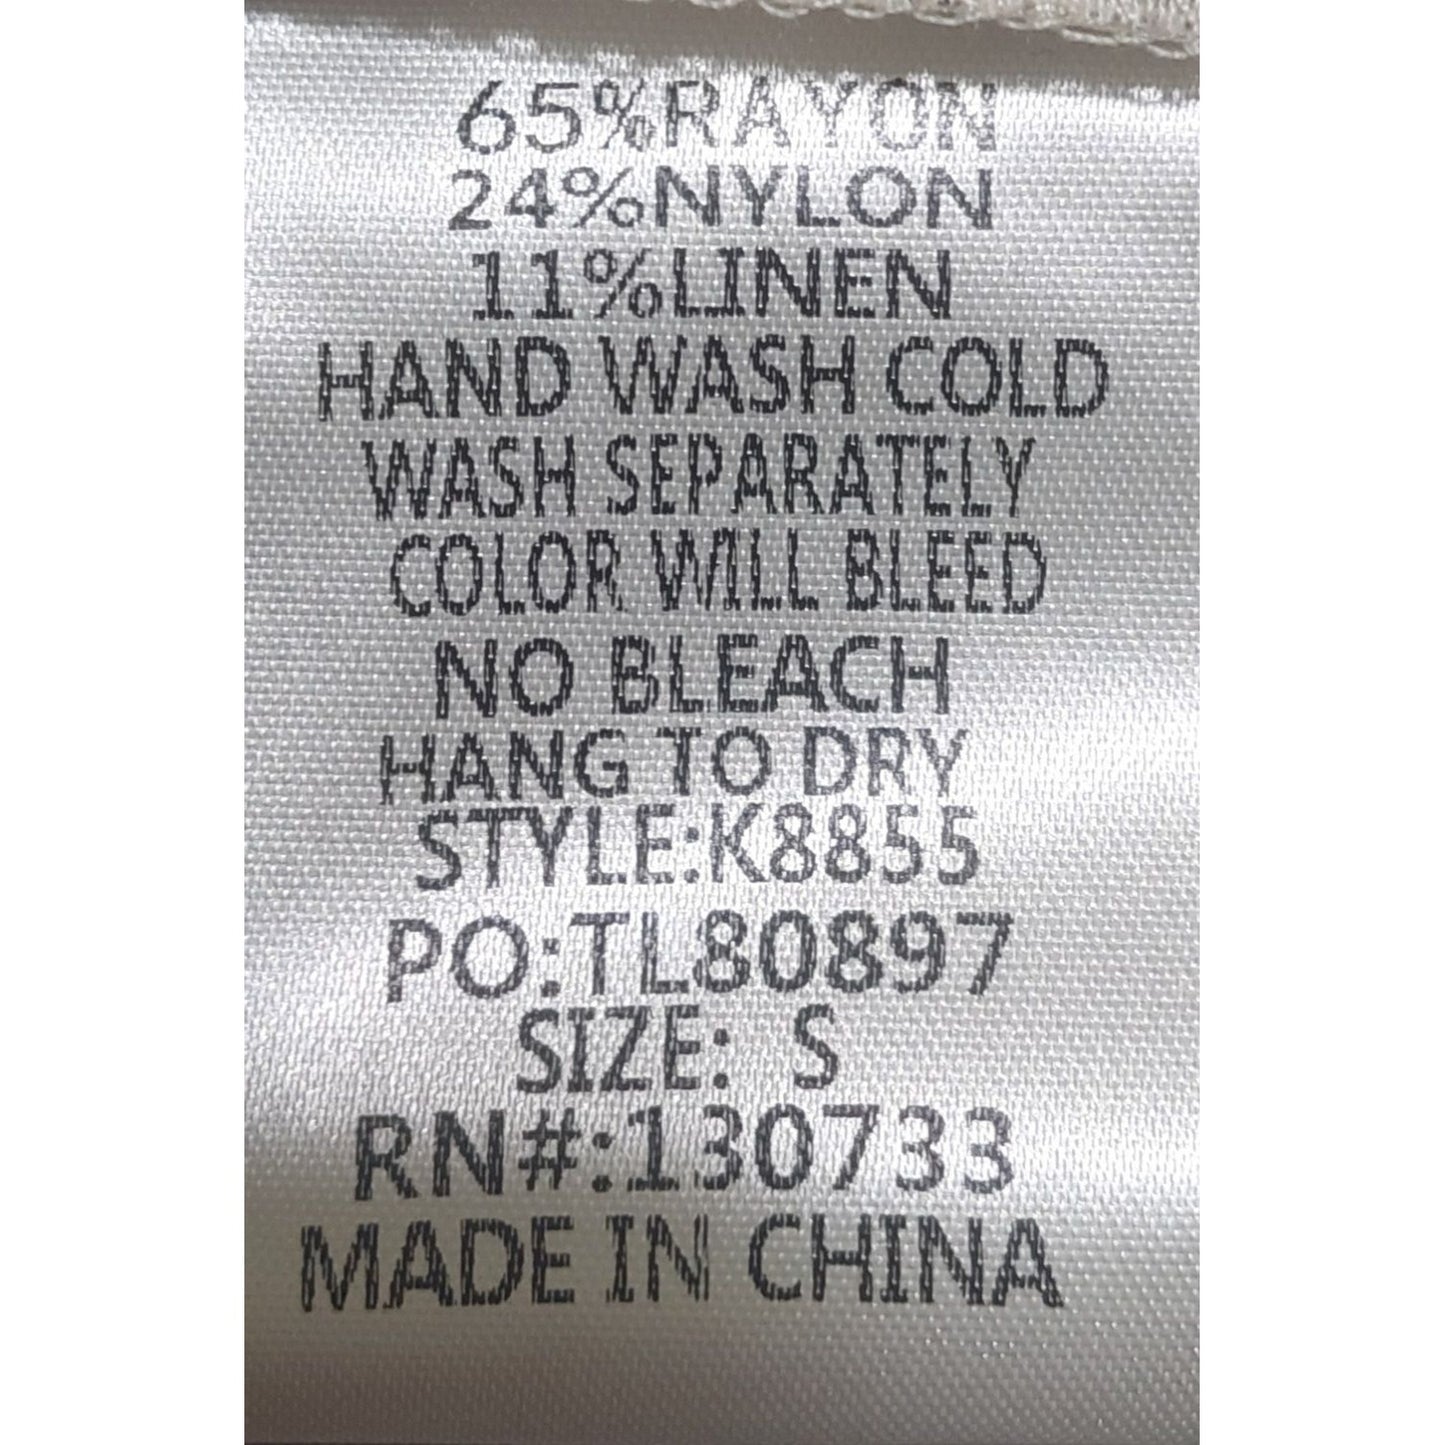 65%RAYON
24%NYLON
11%LINEN
HAND WASH COLD
WASH SEPARATELY
COLOR WILL BLEED
NO BLEACH
HANG TO DRY
STYLE:K8855
PO:TL80897
SIZE: S
RN#:130733
MADE IN CHINA